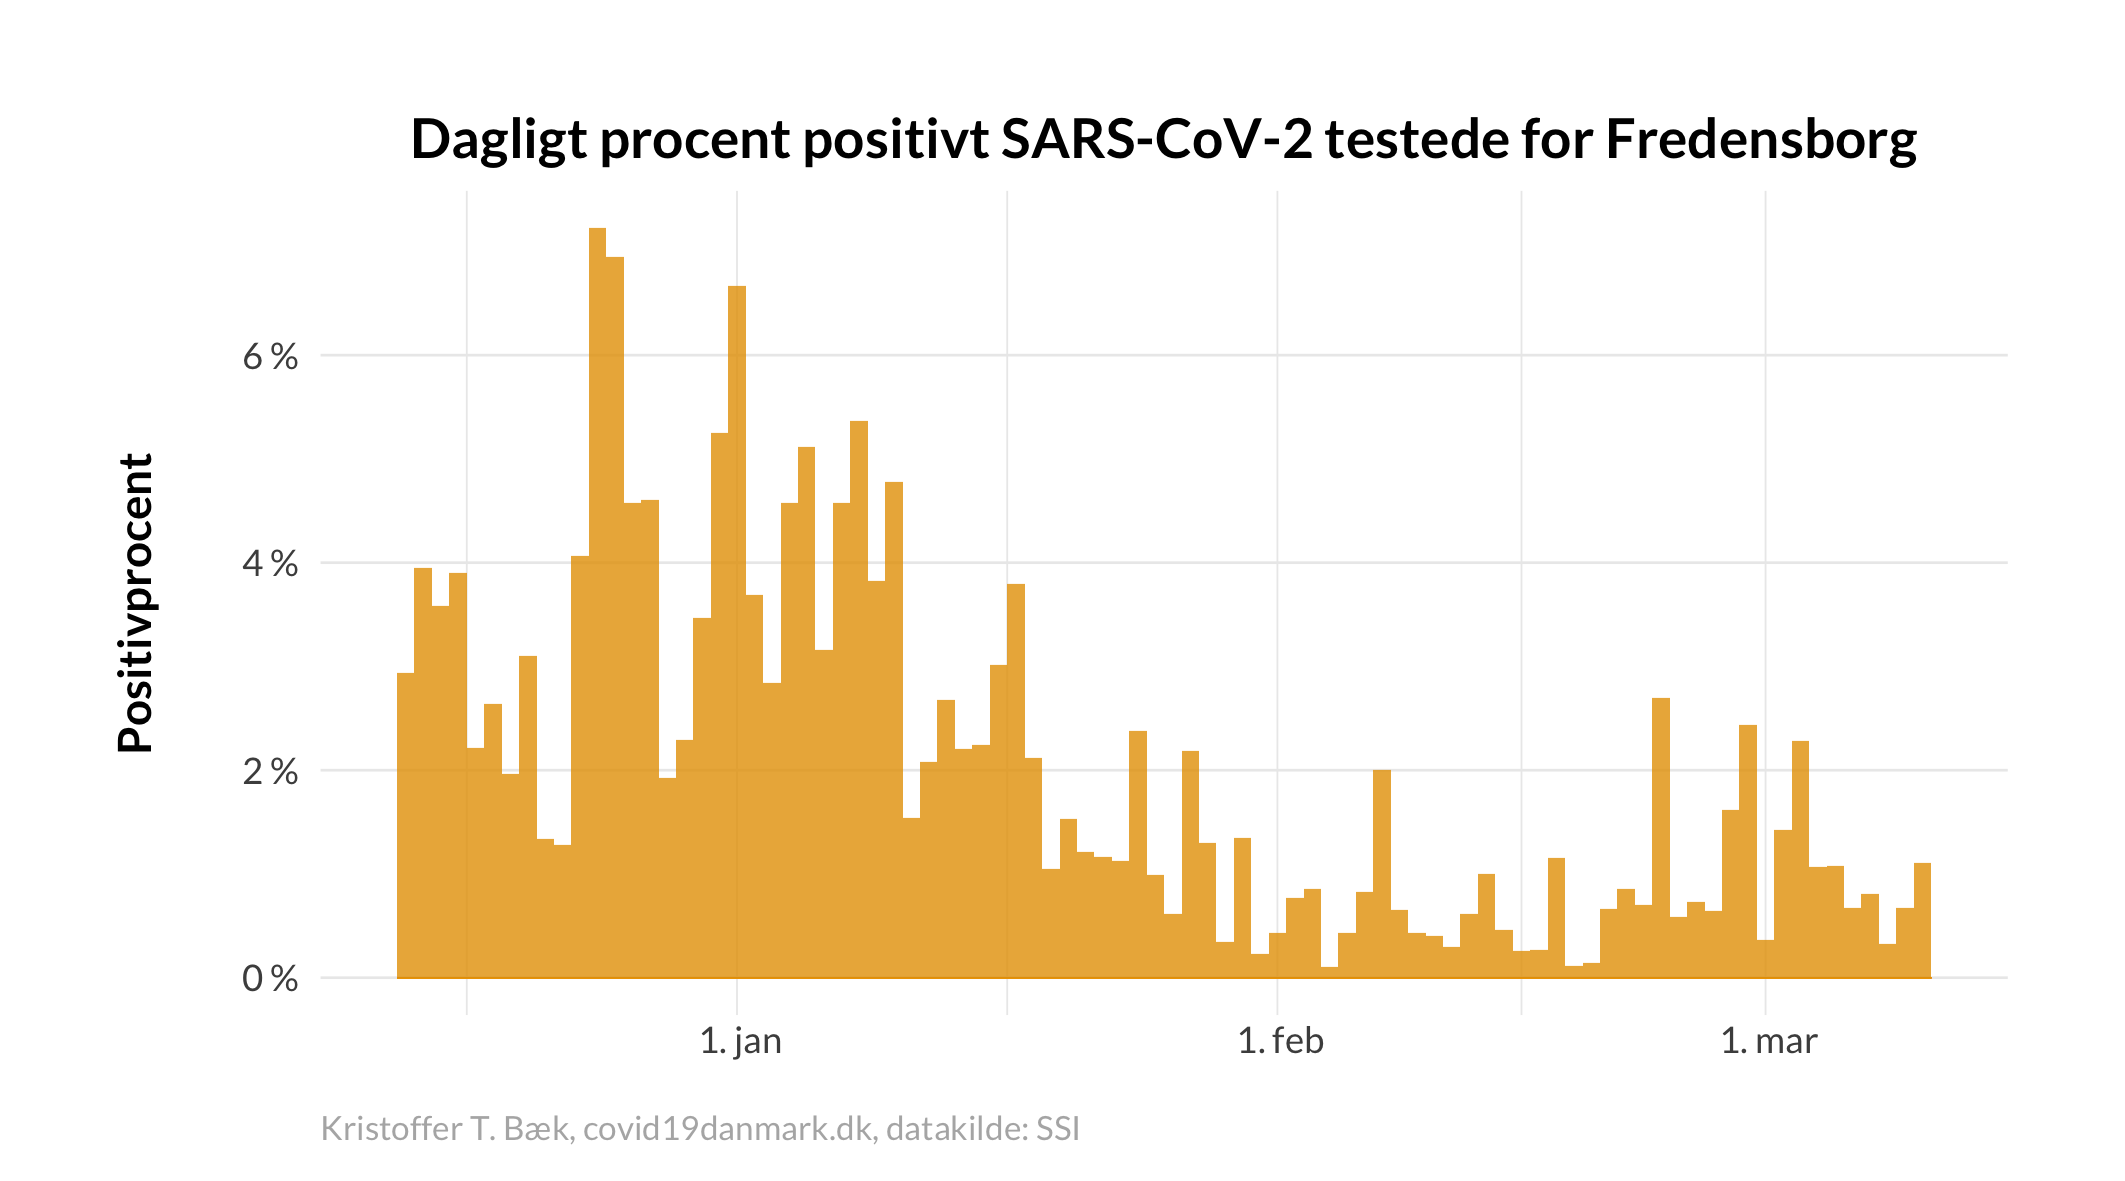 Dagligt procent positivt SARS-CoV-2 testede for Fredensborg
Positivprocent
6 %
4 %
2 %
0 %
1. jan
1. feb
1. mar
Kristoffer T. Bæk, covid19danmark.dk, datakilde: SSI